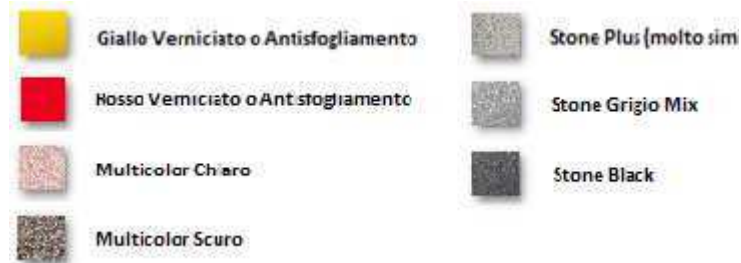 Giallo Verniciato o Antisfogliamento
Rosso Verniciato o Antisfogliamento
Multicolor Chiaro
Multicolor Scuro
Stone Plus (molto sim
Stone Grigio Mix
Stone Black